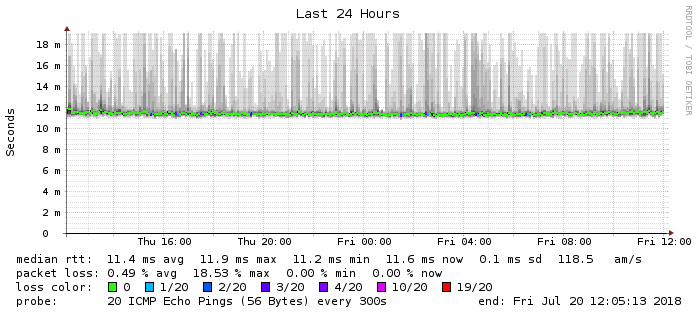 Last 24 Hours
RRDTOOL / TOBI OETIKER
Seconds
18 m
16 m
14 m
12 m
10 m
8 m
6 m
4 m
2 m
0
Thu 16:00 Thu 20:00 Fri 00:00 Fri 04:00 Fri 08:00 Fri 12:00
median rtt: 11.4 ms avg 11.9 ms max 11.2 ms min 11.6 ms now 0.1 ms sd 118.5 am/s
packet loss: 0.49 % avg 18.53 % max 0.00 % min 0.00 % now
loss color: 0 1/20 2/20 3/20 4/20 10/20 19/20
probe: 20 ICMP Echo Pings (56 Bytes) every 300s end: Fri Jul 20 12:05:13 2018